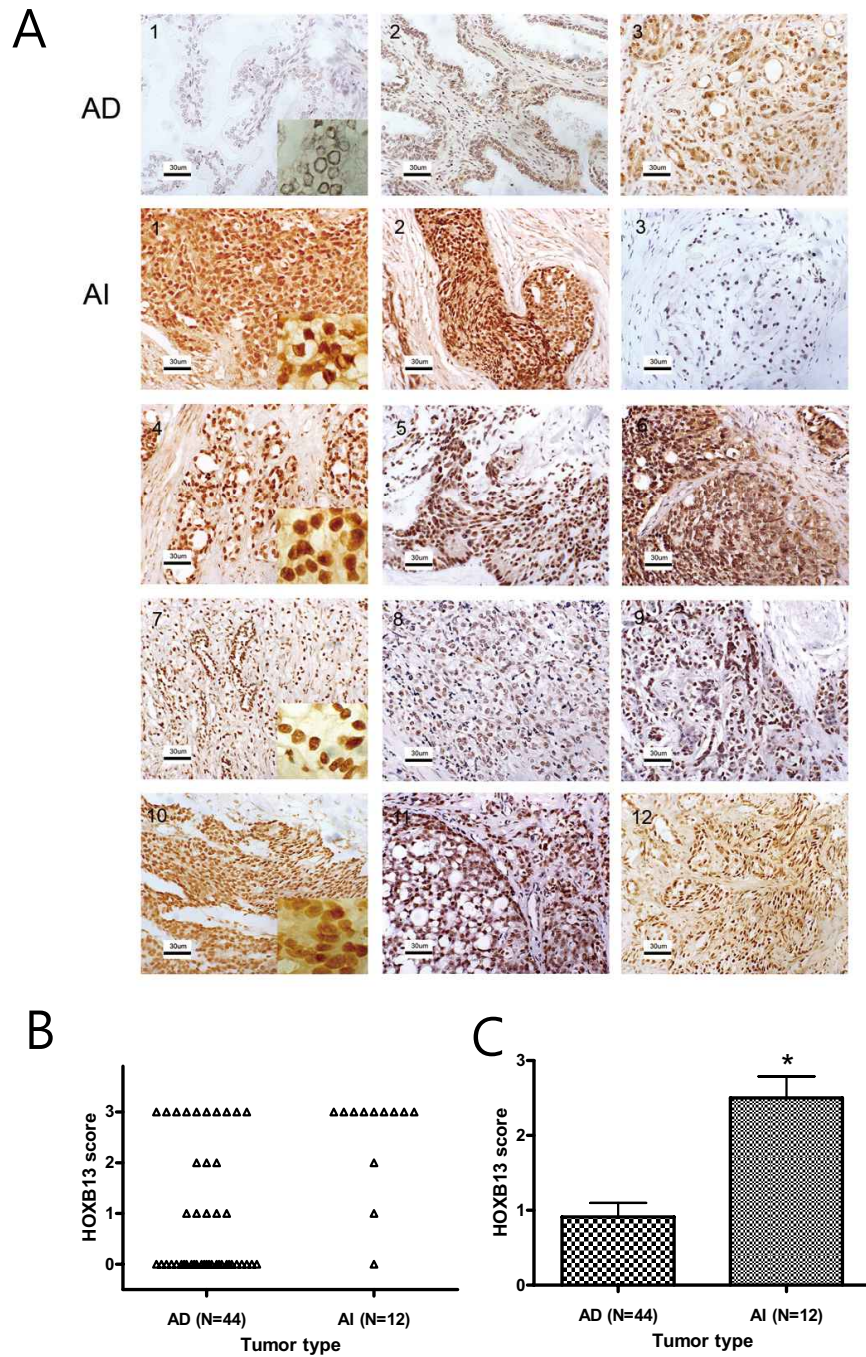 A
AD
1
30um
2
30um
3
30um
AI
1
30um
2
30um
3
30um
4
30um
5
30um
6
30um
7
30um
8
30um
9
30um
10
30um
11
30um
12
30um
B
HOXB13 score
3
2
1
0
AD (N=44)
AI (N=12)
Tumor type
C
HOXB13 score
3
2
1
0
*
AD (N=44)
AI (N=12)
Tumor type